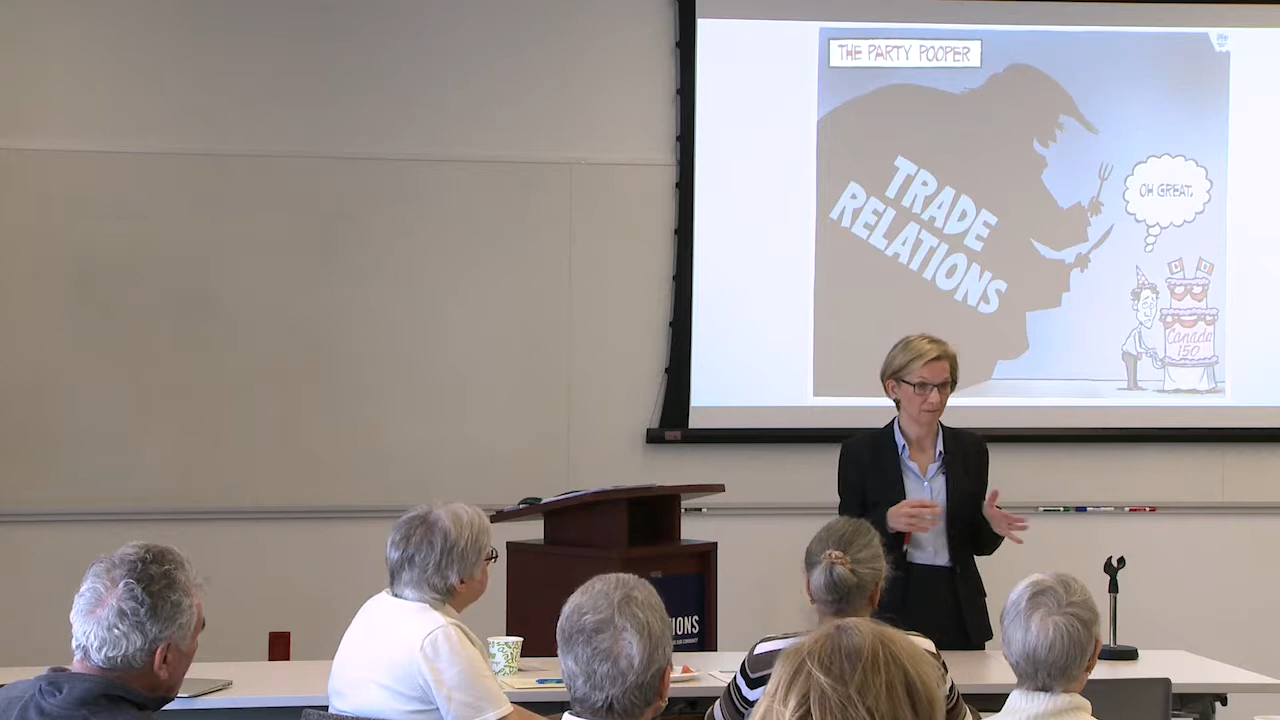 THE PARTY POOPER
TRADE
RELATIONS
OH GREAT.
Canada
150
IONS